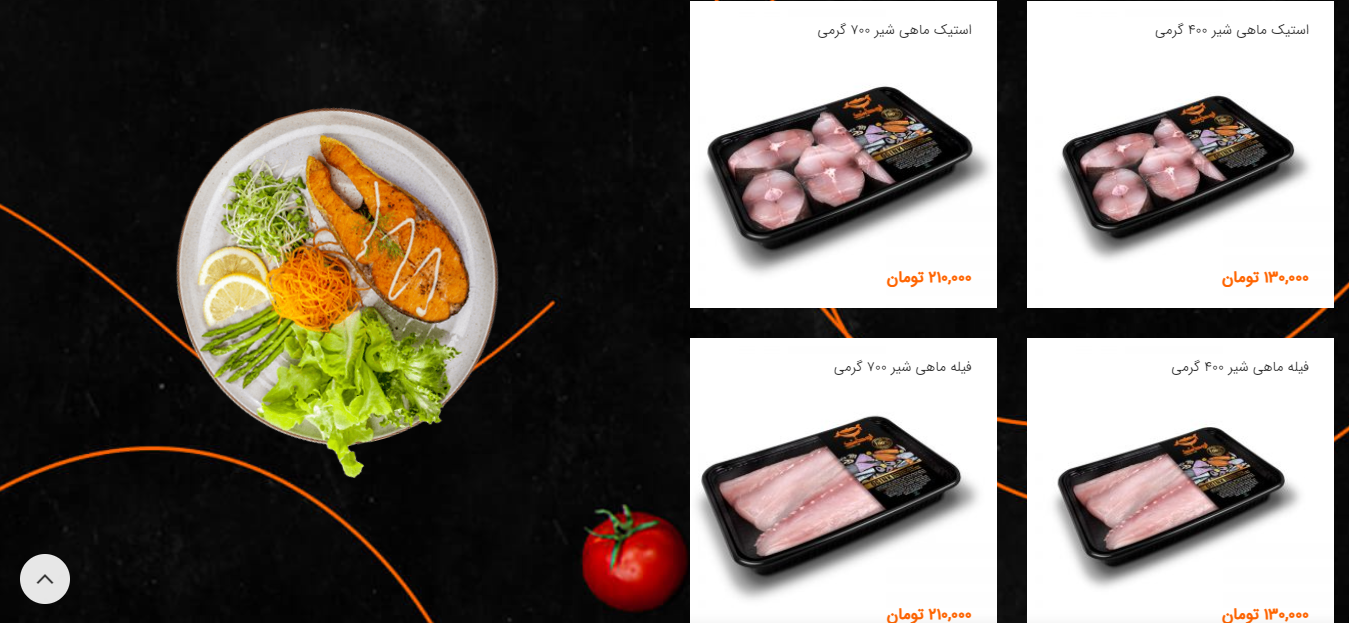 استیک ماهی شیر ۴۰۰ گرمی
۱۳۰,۰۰۰ تومان
استیک ماهی شیر ۷۰۰ گرمی
۲۱۰,۰۰۰ تومان
فیله ماهی شیر ۴۰۰ گرمی
۱۳۰,۰۰۰ تومان
فیله ماهی شیر ۷۰۰ گرمی
۲۱۰,۰۰۰ تومان